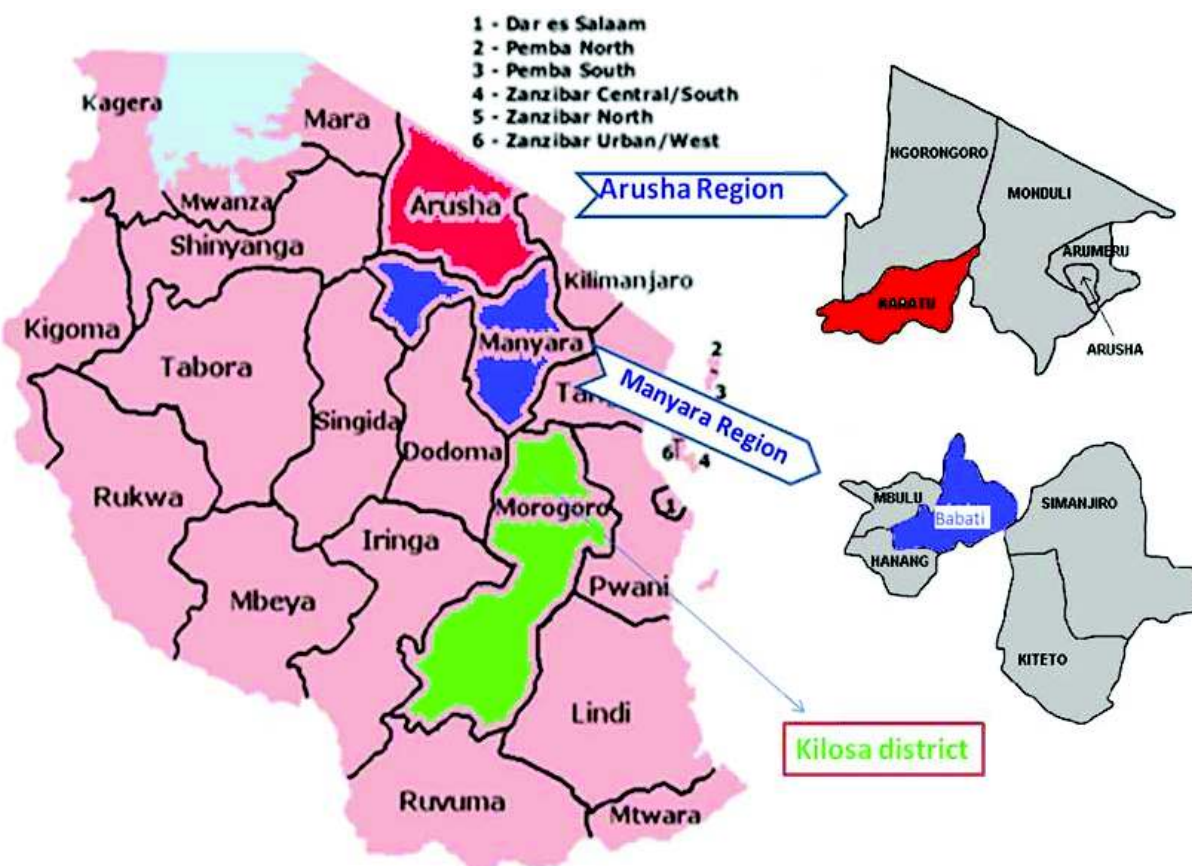 1 - Dar es Salaam
2 - Pemba North
3 - Pemba South
4 - Zanzibar Central/South
5 - Zanzibar North
6 - Zanzibar Urban/West
Kagera
Mara
Mwanza
Arusha
Shinyanga
Kilimanjaro
Kigoma
Tabora
Manyara
Singida
Dodoma
2
3
6
4
1
Rukwa
Morogoro
Iringa
Mbeya
Pwani
Lindi
Ruvuma
Mtwara
Arusha Region
NGORONGORO
MONDULI
ARUMERU
KARATU
ARUSHA
Manyara Region
MBULU
Babati
SIMANJIRO
HANANG
KITETO
Kilosa district